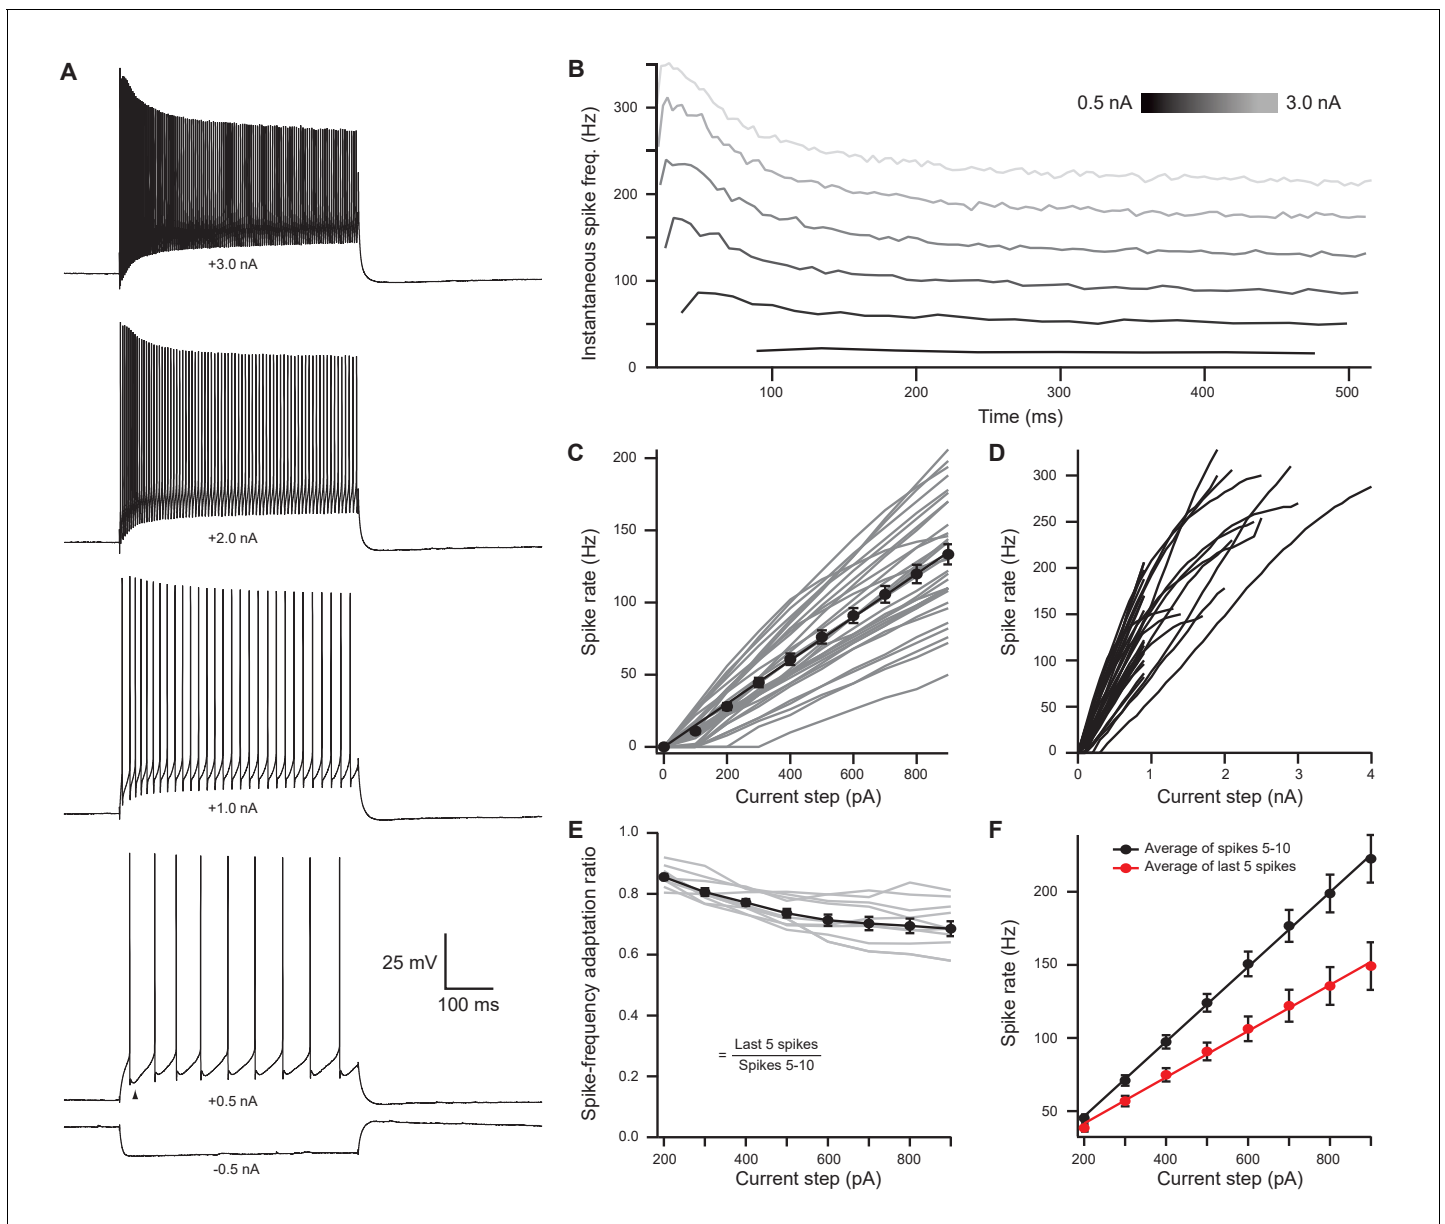 A
+3.0 nA
+2.0 nA
+1.0 nA
25 mV
100 ms
+0.5 nA
-0.5 nA
B
Instantaneous spike freq. (Hz)
300
200
100
0
0.5 nA 3.0 nA
100 200 300 400 500
Time (ms)
C
Spike rate (Hz)
200
150
100
50
0
0 200 400 600 800
Current step (pA)
D
Spike rate (Hz)
300
250
200
150
100
50
0
0 1 2 3 4
Current step (nA)
E
Spike-frequency adaptation ratio
1.0
0.8
0.6
0.4
0.2
0.0
= Last 5 spikes
Spikes 5-10
200 400 600 800
Current step (pA)
F
Average of spikes 5-10
Average of last 5 spikes
Spike rate (Hz)
200
150
100
50
200 400 600 800
Current step (pA)